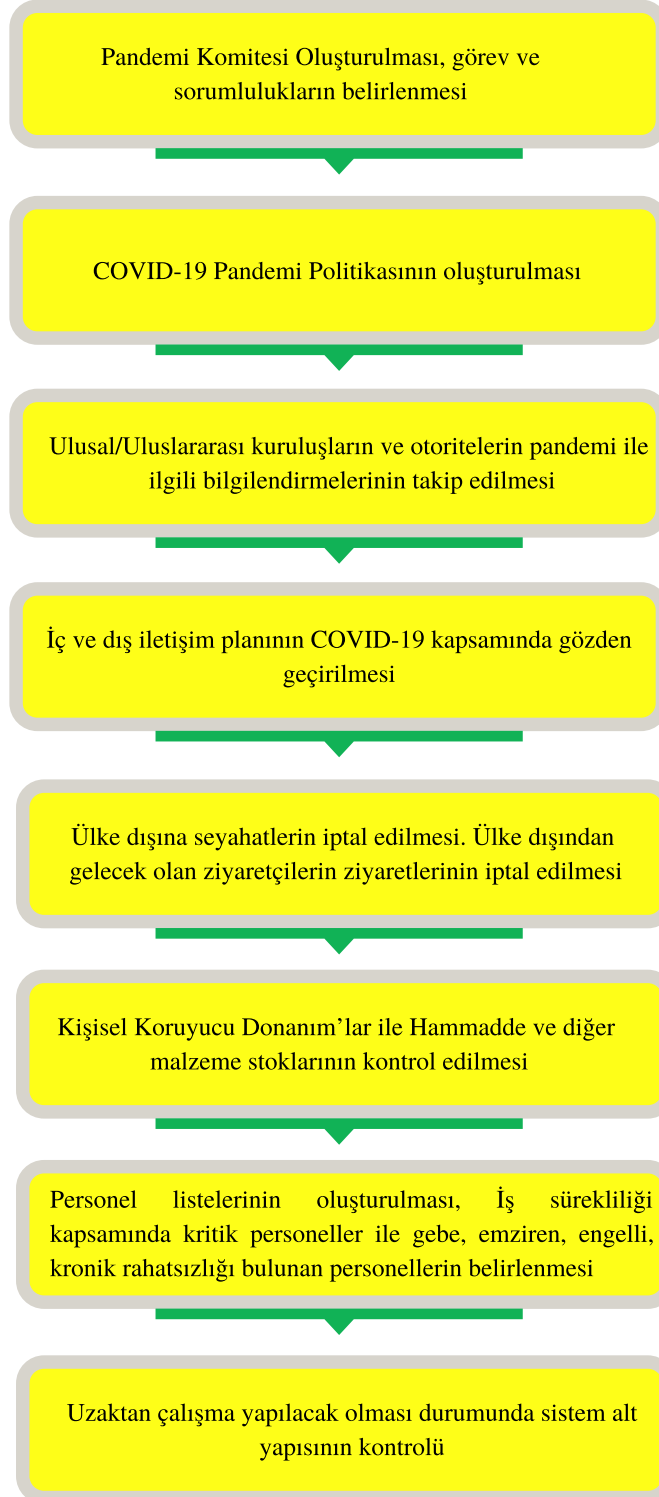 Pandemi Komitesi Oluşturulması, görev ve
sorumlulukların belirlenmesi
COVID-19 Pandemi Politikasının oluşturulması
Ulusal/Uluslararası kuruluşların ve otoritelerin pandemi ile
ilgili bilgilendirmelerinin takip edilmesi
İç ve dış iletişim planının COVID-19 kapsamında gözden
geçirilmesi
Ülke dışına seyahatlerin iptal edilmesi. Ülke dışından
gelecek olan ziyaretçilerin ziyaretlerinin iptal edilmesi
Kişisel Koruyucu Donanım’lar ile Hammadde ve diğer
malzeme stoklarının kontrol edilmesi
Personel listelerinin oluşturulması, İş sürekliliği
kapsamında kritik personeller ile gebe, emziren, engelli,
kronik rahatsızlığı bulunan personellerin belirlenmesi
Uzaktan çalışma yapılacak olması durumunda sistem alt
yapısının kontrolü